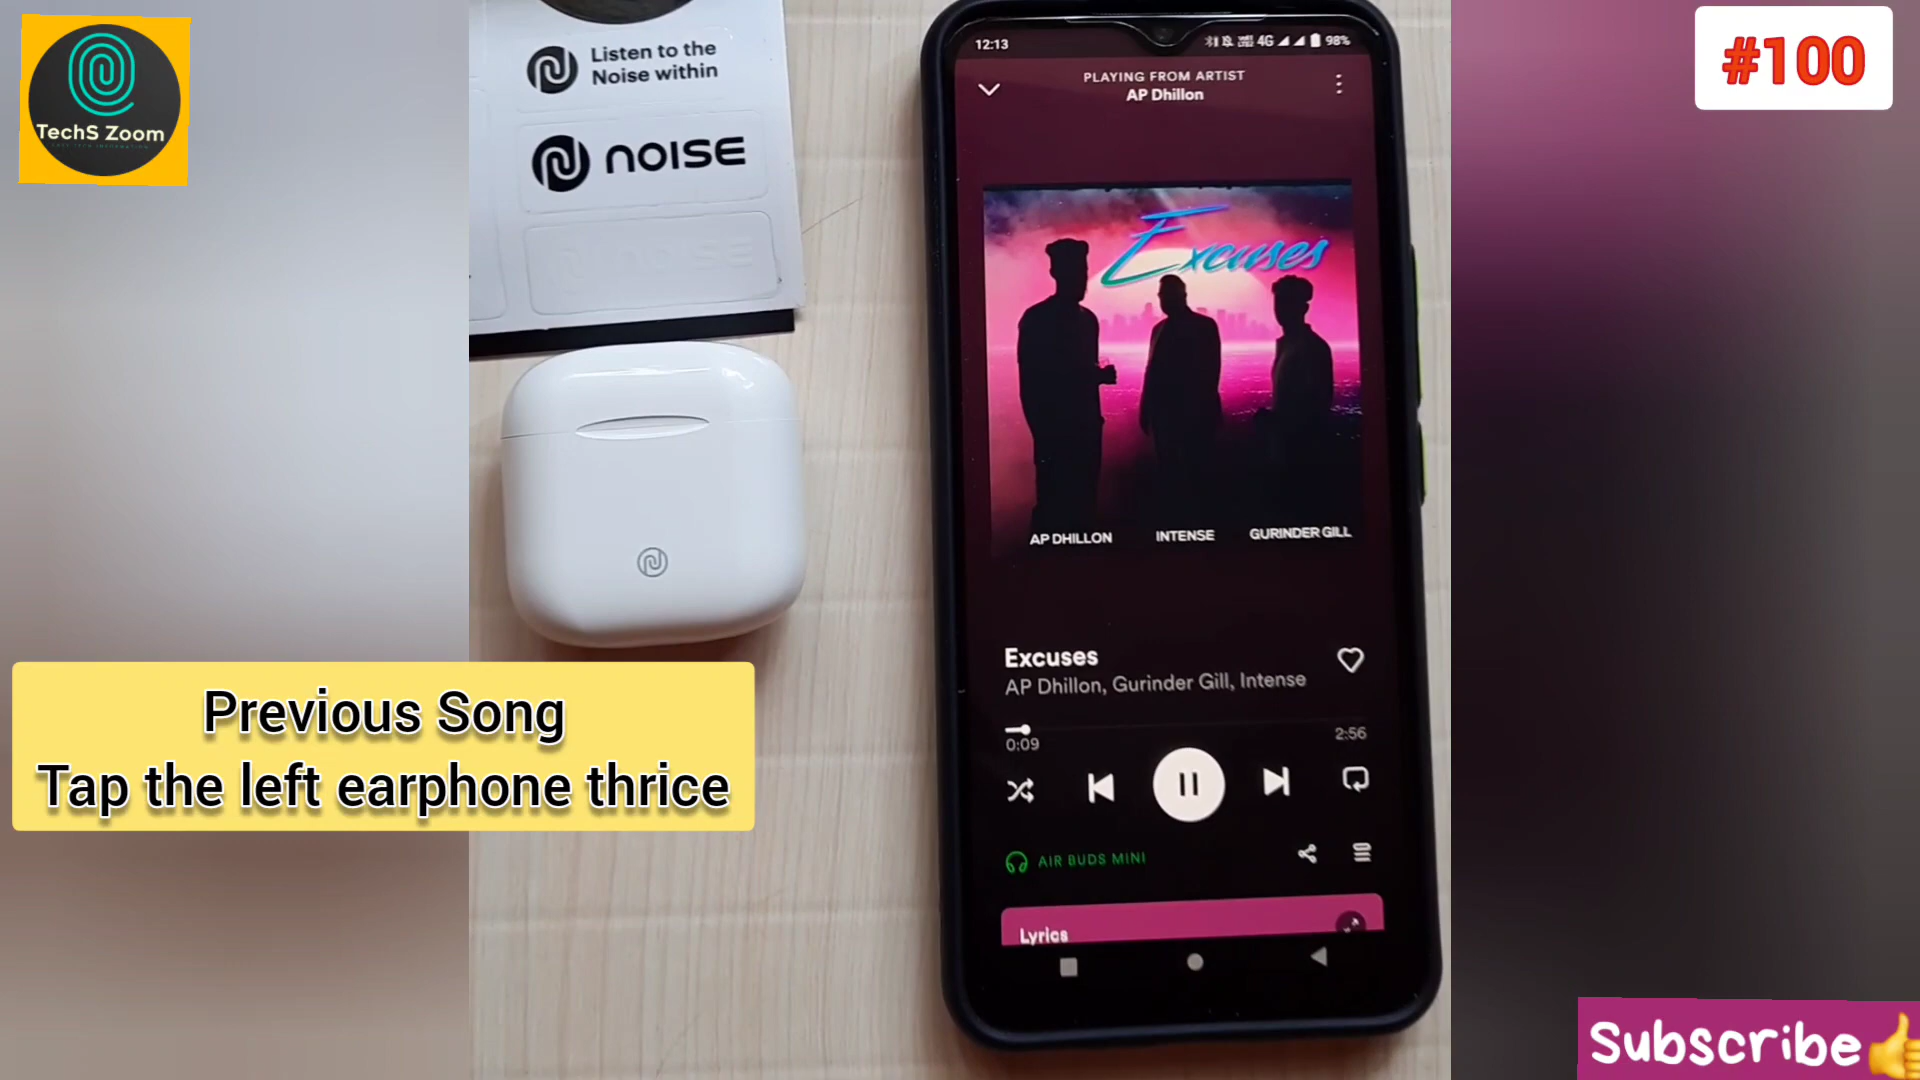 TechS Zoom
#100
Listen to the
Noise within
NOISE
NOISE
12:13
4G
98%
PLAYING FROM ARTIST
AP Dhillon
Excuses
AP DHILLON
INTENSE
GURINDER GILL
Excuses
AP Dhillon, Gurinder Gill, Intense
0:09
2:56
AIR BUDS MINI
Lyrics
Previous Song
Tap the left earphone thrice
Subscribe